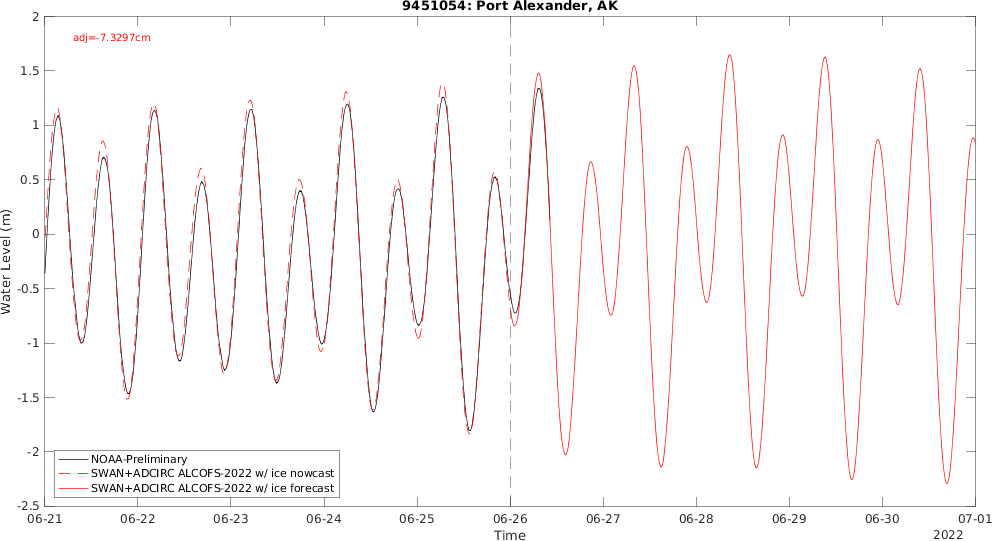 9451054: Port Alexander, AK
adj=-7.3297cm
2
1.5
1
0.5
0
-0.5
-1
-1.5
-2
-2.5
Water Level (m)
NOAA-Preliminary
SWAN+ADCIRC ALCOFS-2022 w/ ice nowcast
SWAN+ADCIRC ALCOFS-2022 w/ ice forecast
06-21 06-22 06-23 06-24 06-25 06-26 06-27 06-28 06-29 06-30 07-01
Time
2022